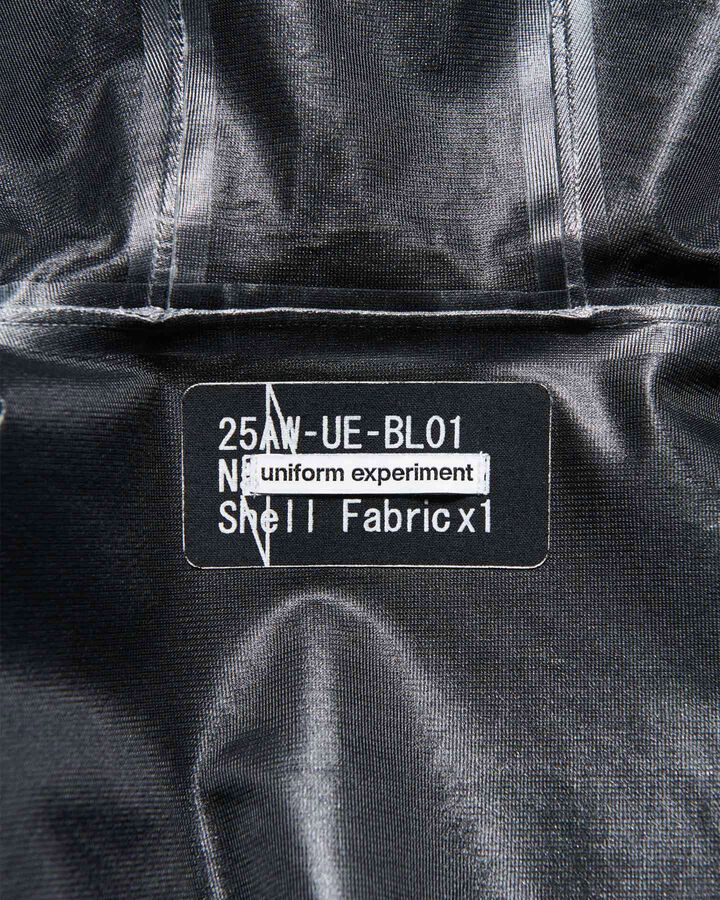 25AW-UE-BL01
uniform experiment
Shell Fabric x1